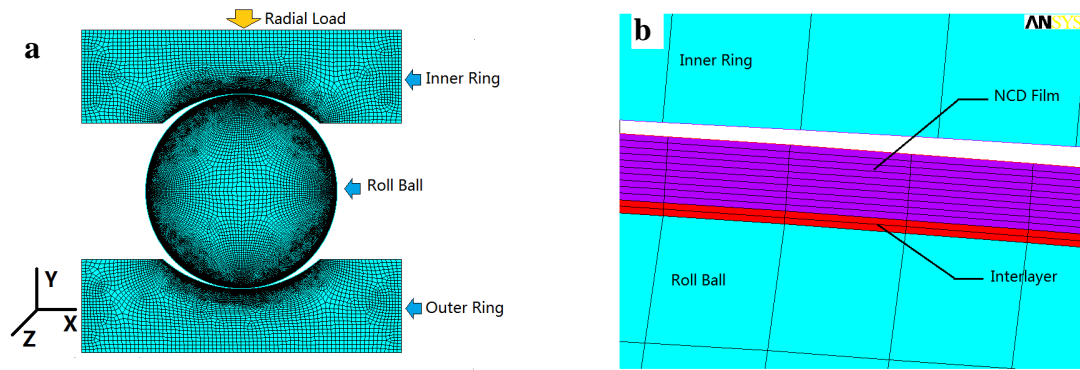 a
Radial Load
Inner Ring
Roll Ball
Outer Ring
Y
X
Z
b
ANSYS
Inner Ring
NCD Film
Roll Ball
Interlayer